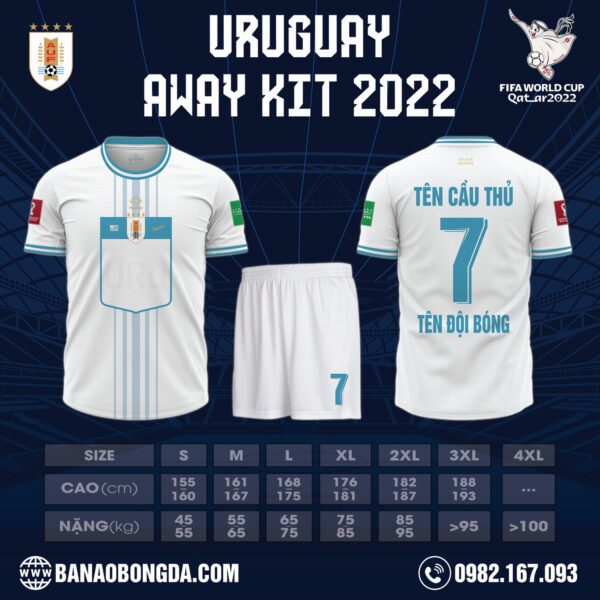 URUGUAY
AWAY KIT 2022
AUF
FIFA WORLD CUP
Qatar2022
TÊN CẦU THỦ
7
TÊN ĐỘI BÓNG
7
SIZE S M L XL 2XL 3XL 4XL
CAO(cm) 155-160 161-167 168-175 176-181 182-187 188-193 ...
NẶNG(kg) 45-55 55-65 65-75 75-85 85-95 >95 >100
WWW.BANAOBONGDA.COM
0982.167.093